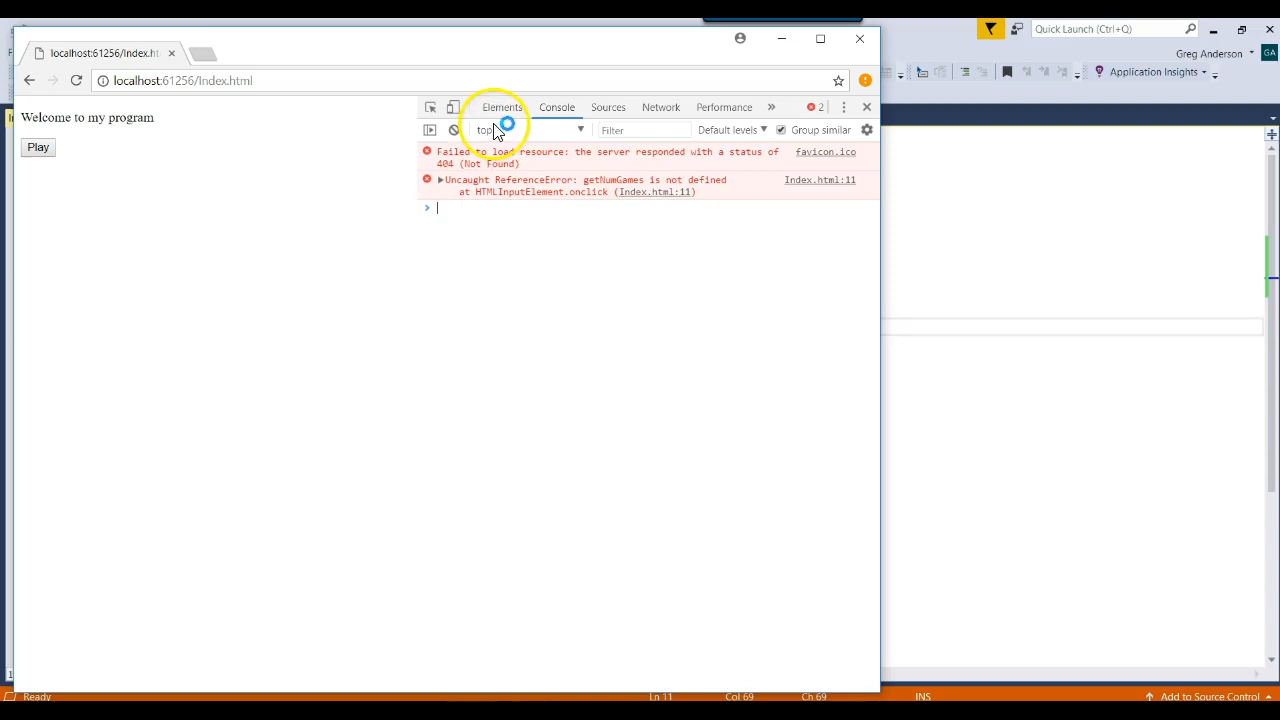 Quick Launch (Ctrl+Q)
localhost:61256/Index.ht
Greg Anderson
GA
localhost:61256/Index.html
Application Insights
Welcome to my program
Play
Elements Console Sources Network Performance » 2
top Filter Default levels Group similar
Failed to load resource: the server responded with a status of favicon.ico
404 (Not Found)
Uncaught ReferenceError: getNumGames is not defined Index.html:11
at HTMLInputElement.onclick (Index.html:11)
>
Ready Ln 11 Col 69 Ch 69 INS Add to Source Control